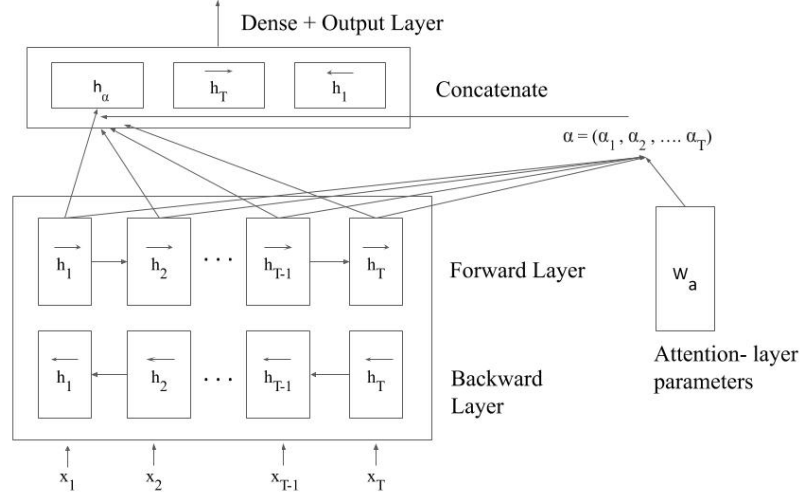 Dense + Output Layer
h_α →h_T ←h_1
Concatenate
α = (α_1 , α_2 , .... α_T)
→h_1 →h_2 . . . →h_T-1 →h_T
Forward Layer
W_a
←h_1 ←h_2 . . . ←h_T-1 ←h_T
Backward
Layer
Attention- layer
parameters
x_1 x_2 x_T-1 x_T